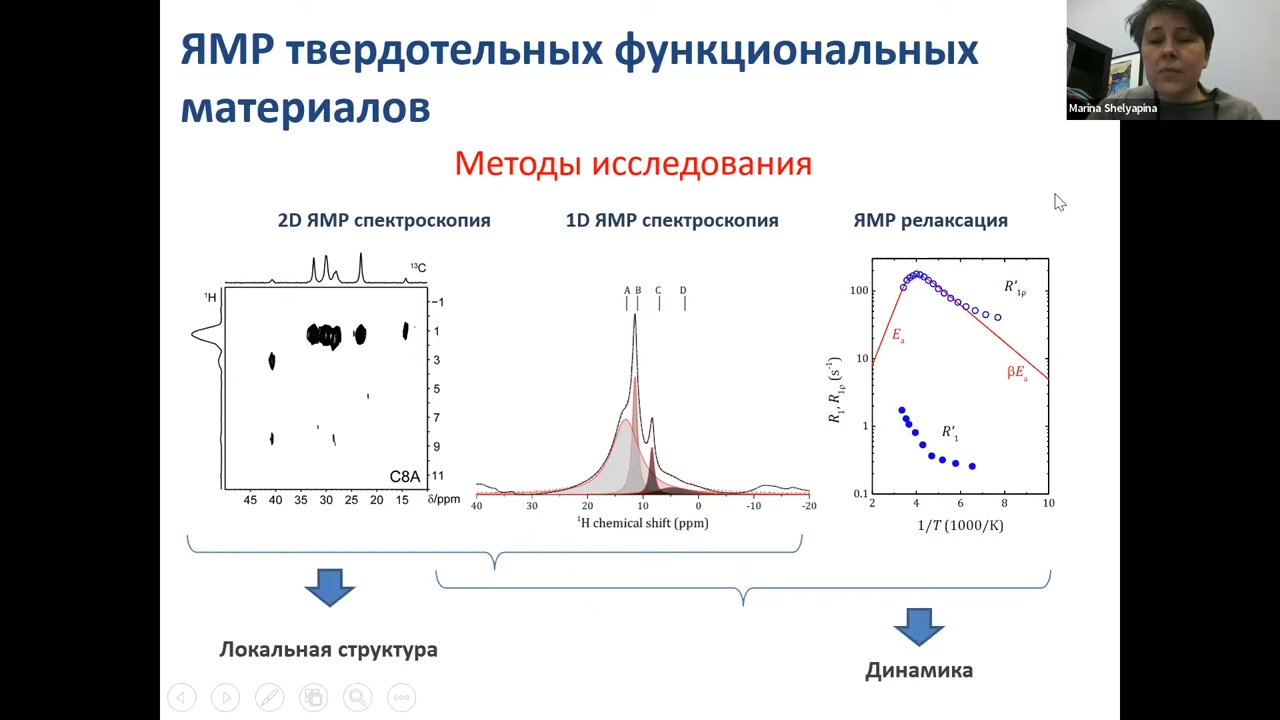 ЯМР твердотельных функциональных
материалов
Marina Shelyapina
Методы исследования
2D ЯМР спектроскопия
1D ЯМР спектроскопия
ЯМР релаксация
¹³C
¹H
−1
1
3
5
7
9
11
C8A
45 35 30 25 15
δ/ppm
A B C D
40 30 20 10 0 -10 -20
¹H chemical shift (ppm)
100
10
1
0.1
R₁, R₁ρ (s⁻¹)
R'₁ρ
Eₐ
βEₐ
R'₁
2 4 6 8 10
1/T (1000/K)
Локальная структура
Динамика